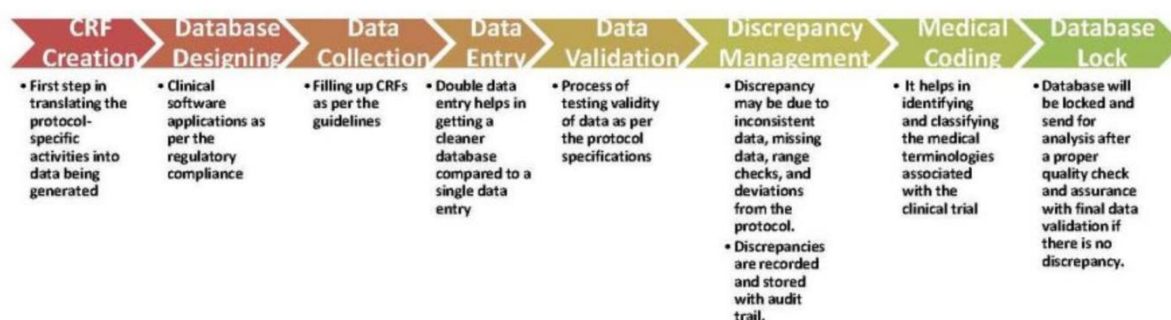 CRF
Creation
Database
Designing
Data
Collection
Data
Entry
Data
Validation
Discrepancy
Management
Medical
Coding
Database
Lock
• First step in
translating the
protocol-
specific
activities into
data being
generated
• Clinical
software
applications as
per the
regulatory
compliance
• Filling up CRFs
as per the
guidelines
• Double data
entry helps in
getting a
cleaner
database
compared to a
single data
entry
• Process of
testing validity
of data as per
the protocol
specifications
• Discrepancy
may be due to
inconsistent
data, missing
data, range
checks, and
deviations
from the
protocol.
• Discrepancies
are recorded
and stored
with audit
trail.
• It helps in
identifying
and classifying
the medical
terminologies
associated
with the
clinical trial
• Database will
be locked and
send for
analysis after
a proper
quality check
and assurance
with final data
validation if
there is no
discrepancy.